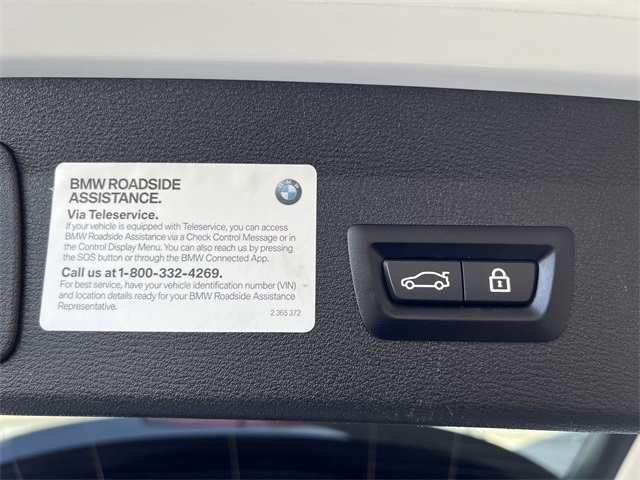 BMW ROADSIDE
ASSISTANCE.
Via Teleservice.
If your vehicle is equipped with Teleservice, you can access
BMW Roadside Assistance via a Check Control Message or in
the Control Display Menu. You can also reach us by pressing
the SOS button or through the BMW Connected App.
Call us at 1-800-332-4269.
For best service, have your vehicle identification number (VIN)
and location details ready for your BMW Roadside Assistance
Representative.
2 365 372
BMW